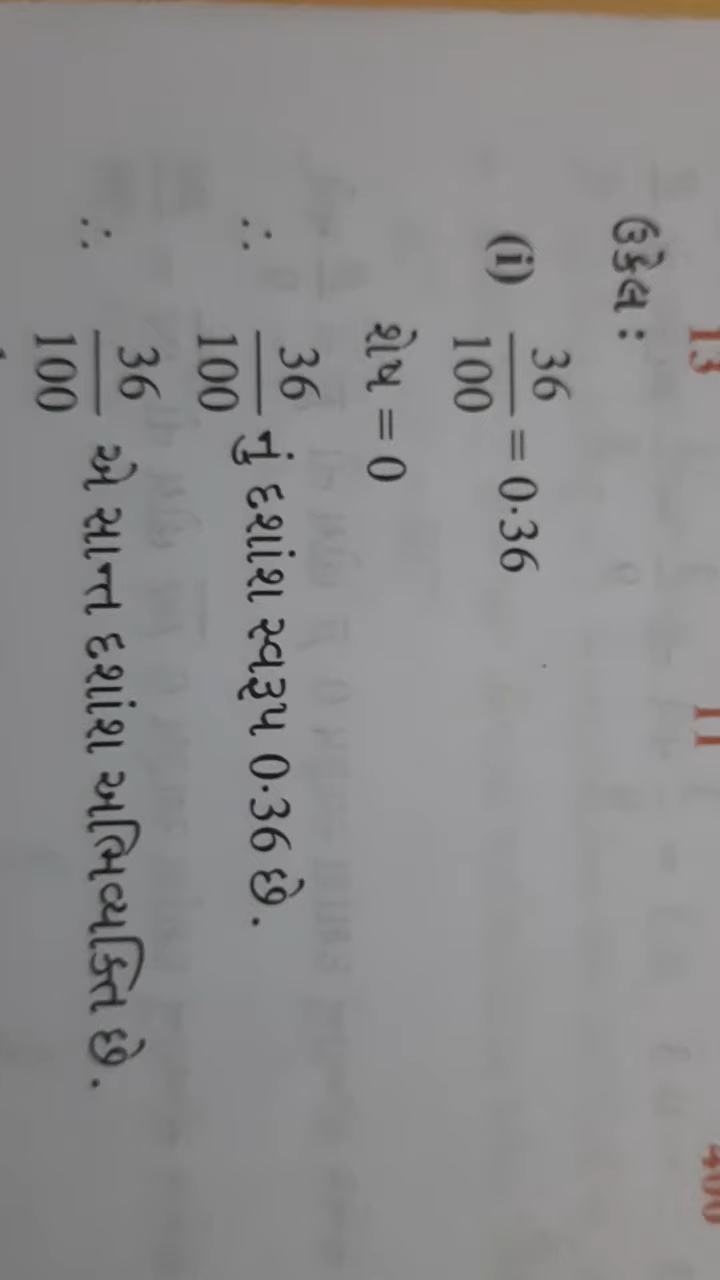 13 11 400
ઉકેલ :
(i) 36/100 = 0·36
શેષ = 0
∴ 36/100 નું દશાંશ સ્વરૂપ 0·36 છે.
∴ 36/100 એ સાન્ત દશાંશ અભિવ્યક્તિ છે.